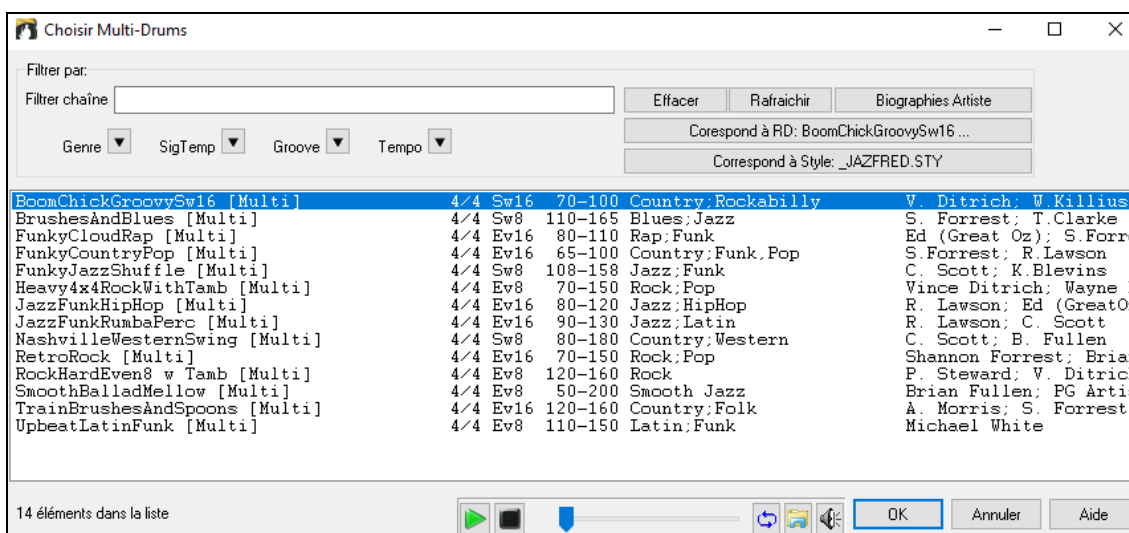 Choisir Multi-Drums
Filtrer par:
Filtrer chaîne Effacer Rafraichir Biographies Artiste
Corespond à RD: BoomChickGroovySw16 ...
Genre SigTemp Groove Tempo
Correspond à Style: _JAZFRED.STY
BoomChickGroovySw16 [Multi] 4/4 Sw16 70-100 Country;Rockabilly V. Ditrich; W.Killius
BrushesAndBlues [Multi] 4/4 Sw8 110-165 Blues;Jazz S. Forrest; T.Clarke
FunkyCloudRap [Multi] 4/4 Ev16 80-110 Rap;Funk Ed (Great Oz); S.Forre
FunkyCountryPop [Multi] 4/4 Ev16 65-100 Country;Funk,Pop S.Forrest; R.Lawson
FunkyJazzShuffle [Multi] 4/4 Sw8 108-158 Jazz;Funk C. Scott; K.Blevins
Heavy4x4RockWithTamb [Multi] 4/4 Ev8 70-150 Rock;Pop Vince Ditrich; Wayne
JazzFunkHipHop [Multi] 4/4 Ev16 80-120 Jazz;HipHop R. Lawson; Ed (GreatO
JazzFunkRumbaPerc [Multi] 4/4 Ev16 90-130 Jazz;Latin R. Lawson; C. Scott
NashvilleWesternSwing [Multi] 4/4 Sw8 80-180 Country;Western C. Scott; B. Fullen
RetroRock [Multi] 4/4 Ev16 70-150 Rock;Pop Shannon Forrest; Bria
RockHardEven8 w Tamb [Multi] 4/4 Ev8 120-160 Rock P. Steward; V. Ditric
SmoothBalladMellow [Multi] 4/4 Ev8 50-200 Smooth Jazz Brian Fullen; PG Arti
TrainBrushesAndSpoons [Multi] 4/4 Ev16 120-160 Country;Folk A. Morris; S. Forrest
UpbeatLatinFunk [Multi] 4/4 Ev8 110-150 Latin;Funk Michael White
14 éléments dans la liste OK Annuler Aide